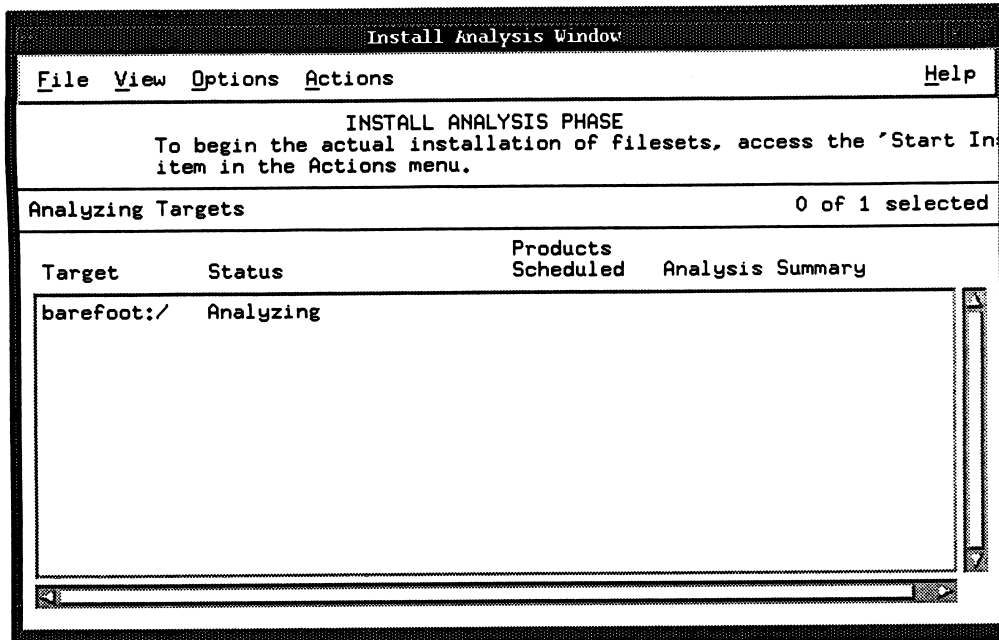 Install Analysis Window
File View Options Actions Help
INSTALL ANALYSIS PHASE
To begin the actual installation of filesets, access the 'Start
item in the Actions menu.
Analyzing Targets 0 of 1 selected
Products
Target Status Scheduled Analysis Summary
barefoot:/ Analyzing